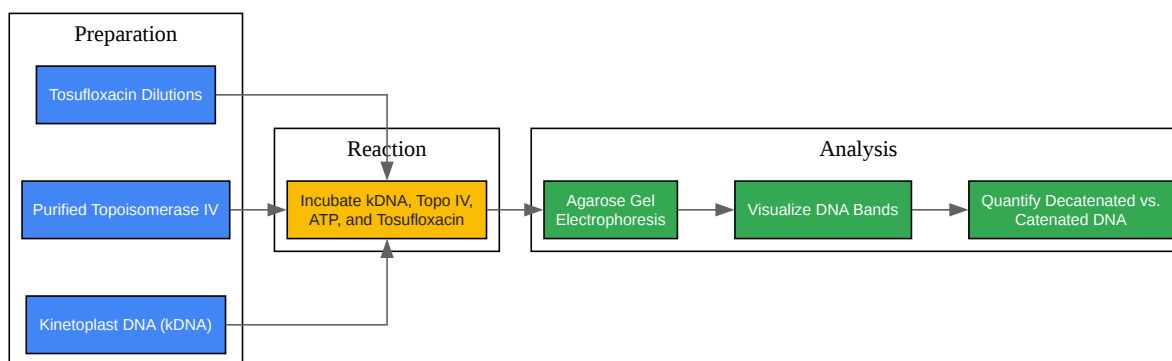 Preparation
Tosufloxacin Dilutions
Purified Topoisomerase IV
Kinetoplast DNA (kDNA)
Reaction
Incubate kDNA, Topo IV,
ATP, and Tosufloxacin
Analysis
Agarose Gel
Electrophoresis
Visualize DNA Bands
Quantify Decatenated vs.
Catenated DNA